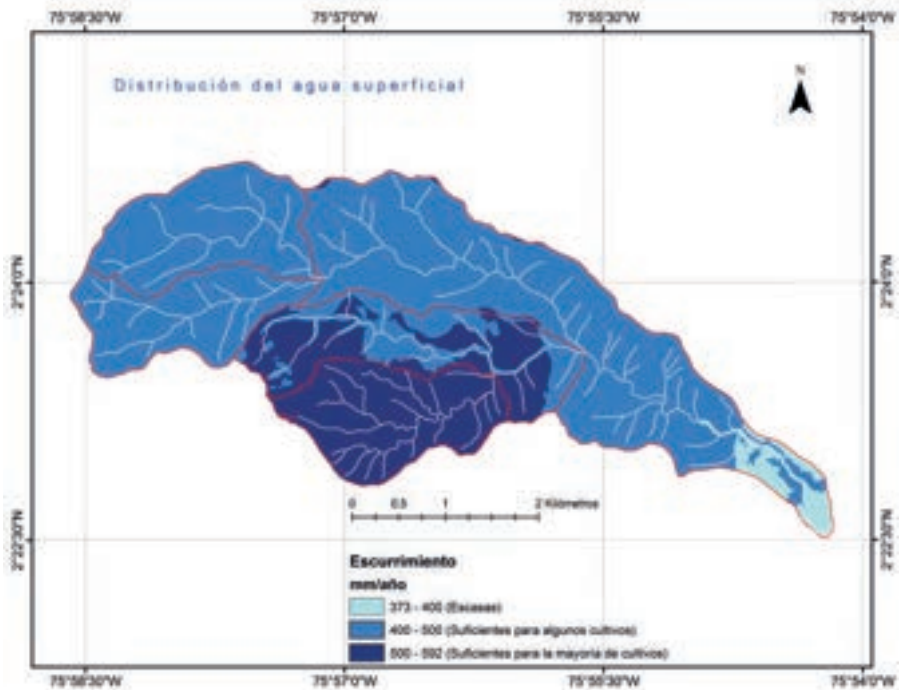 75°58'30"W 75°57'0"W 75°55'30"W 75°54'0"W
Distribución del agua superficial
N
2°24'0"N 2°24'0"N
0 0.5 1 2 Kilómetros
2°22'30"N 2°22'30"N
Escurrimiento
mm/año
373 - 400 (Escasas)
400 - 500 (Suficientes para algunos cultivos)
500 - 592 (Suficientes para la mayoría de cultivos)
75°58'30"W 75°57'0"W 75°55'30"W 75°54'0"W